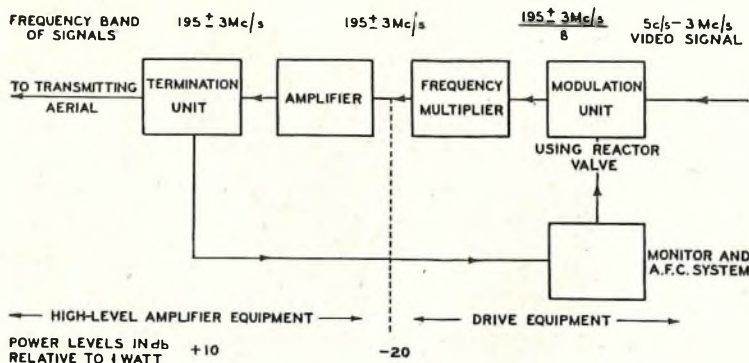 FREQUENCY BAND
OF SIGNALS
195 ± 3Mc/s
195 ± 3Mc/s
195 ± 3Mc/s
8
5c/s – 3 Mc/s
VIDEO SIGNAL
TO TRANSMITTING
AERIAL
TERMINATION
UNIT
AMPLIFIER
FREQUENCY
MULTIPLIER
MODULATION
UNIT
USING REACTOR
VALVE
MONITOR AND
A.F.C. SYSTEM
HIGH-LEVEL AMPLIFIER EQUIPMENT
DRIVE EQUIPMENT
POWER LEVELS IN db
RELATIVE TO 1 WATT
+10
-20